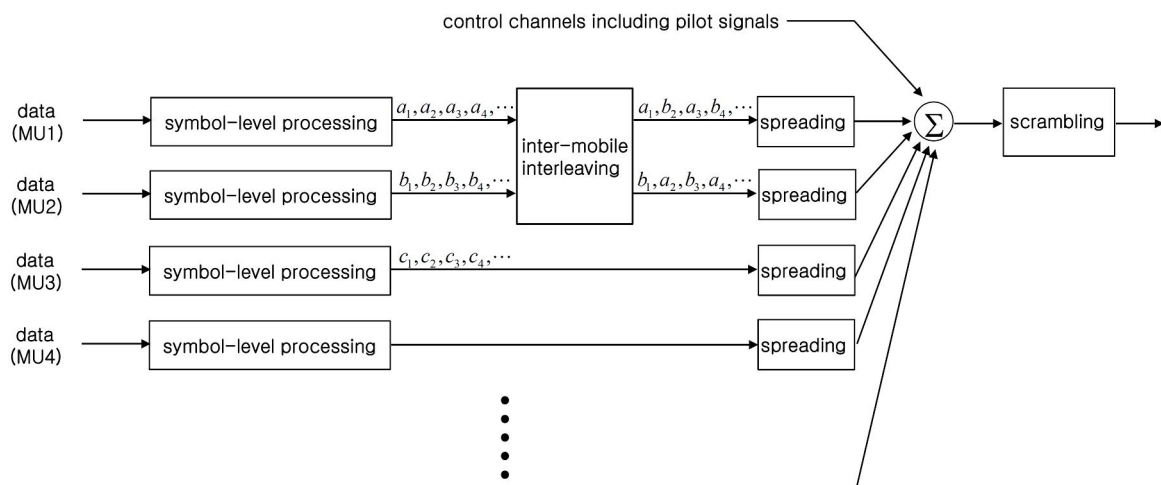 control channels including pilot signals
data
(MU1)
symbol-level processing
a₁, a₂, a₃, a₄, ⋯
inter-mobile
interleaving
a₁, b₂, a₃, b₄, ⋯
spreading
Σ
scrambling
data
(MU2)
symbol-level processing
b₁, b₂, b₃, b₄, ⋯
b₁, a₂, b₃, a₄, ⋯
spreading
data
(MU3)
symbol-level processing
c₁, c₂, c₃, c₄, ⋯
spreading
data
(MU4)
symbol-level processing
spreading